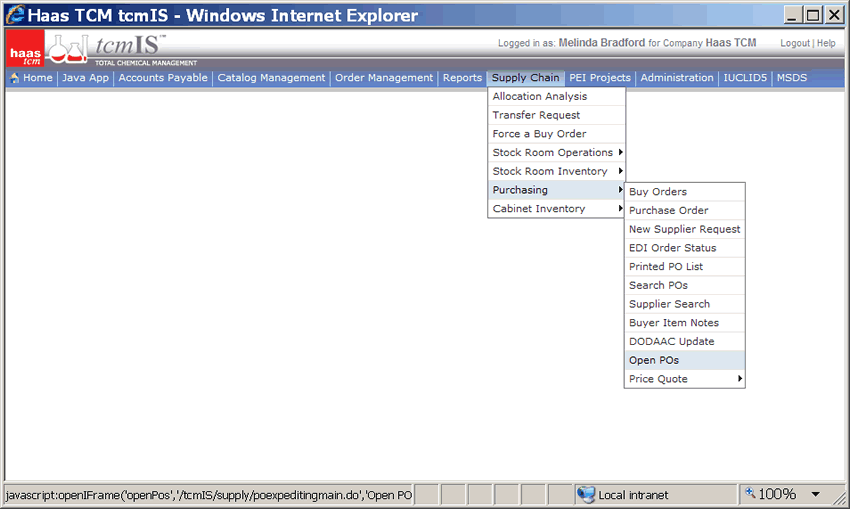 Haas TCM tcmIS - Windows Internet Explorer
haas tcm
tcmIS™
TOTAL CHEMICAL MANAGEMENT
Logged in as: Melinda Bradford for Company Haas TCM
Logout | Help
Home | Java App | Accounts Payable | Catalog Management | Order Management | Reports | Supply Chain | PEI Projects | Administration | IUCLID5 | MSDS
Allocation Analysis
Transfer Request
Force a Buy Order
Stock Room Operations
Stock Room Inventory
Purchasing
Cabinet Inventory
Buy Orders
Purchase Order
New Supplier Request
EDI Order Status
Printed PO List
Search POs
Supplier Search
Buyer Item Notes
DODAAC Update
Open POs
Price Quote
javascript:openIFrame('openPos','/tcmIS/supply/poexpeditingmain.do','Open PO
Local intranet
100%